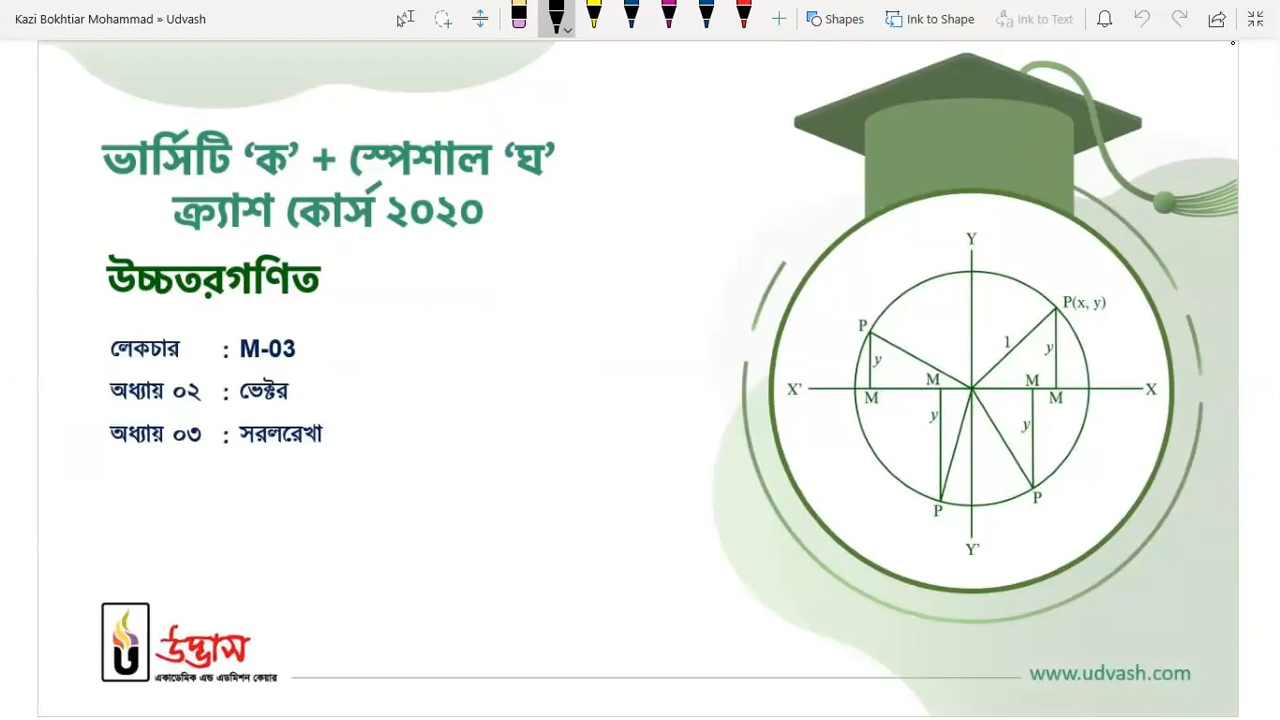 Kazi Bokhtiar Mohammad » Udvash
Shapes
Ink to Shape
Ink to Text
ভার্সিটি ‘ক’ + স্পেশাল ‘ঘ’
ক্র্যাশ কোর্স ২০২০
উচ্চতরগণিত
লেকচার : M-03
অধ্যায় ০২ : ভেক্টর
অধ্যায় ০৩ : সরলরেখা
Y
P(x, y)
P
1
y
y
M
M
X'
X
M
M
y
y
P
P
Y'
উদ্ভাস
একাডেমিক এন্ড এডমিশন কেয়ার
www.udvash.com